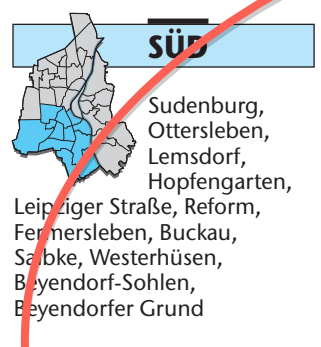 SÜD
Sudenburg,
Ottersleben,
Lemsdorf,
Hopfengarten,
Leipziger Straße, Reform,
Fermersleben, Buckau,
Salbke, Westerhüsen,
Beyendorf-Sohlen,
Beyendorfer Grund